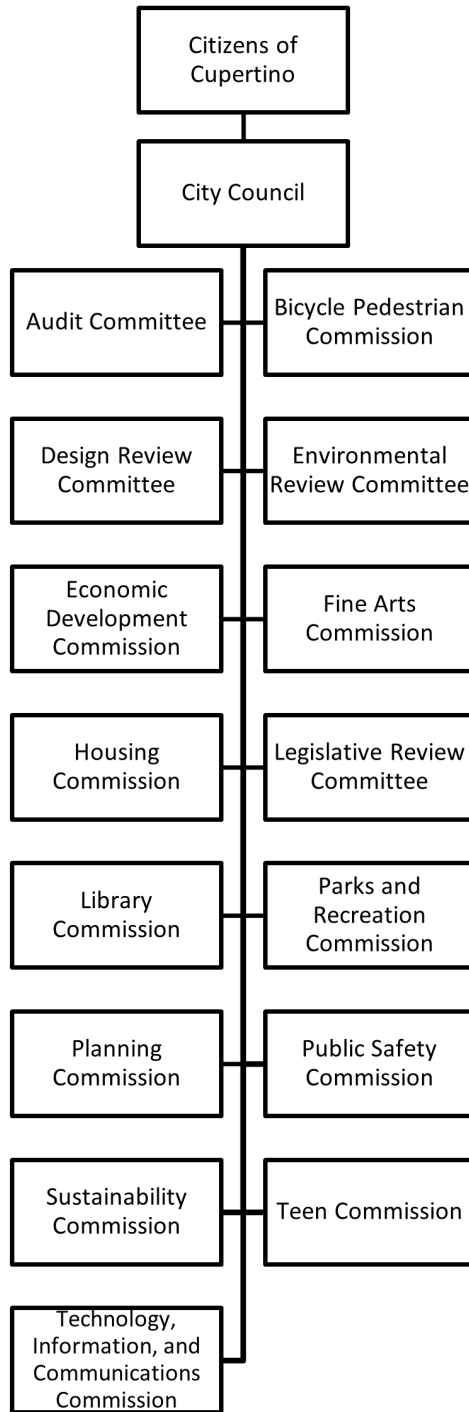 Citizens of
Cupertino
City Council
Audit Committee
Bicycle Pedestrian
Commission
Design Review
Committee
Environmental
Review Committee
Economic
Development
Commission
Fine Arts
Commission
Housing
Commission
Legislative Review
Committee
Library
Commission
Parks and
Recreation
Commission
Planning
Commission
Public Safety
Commission
Sustainability
Commission
Teen Commission
Technology,
Information, and
Communications
Commission